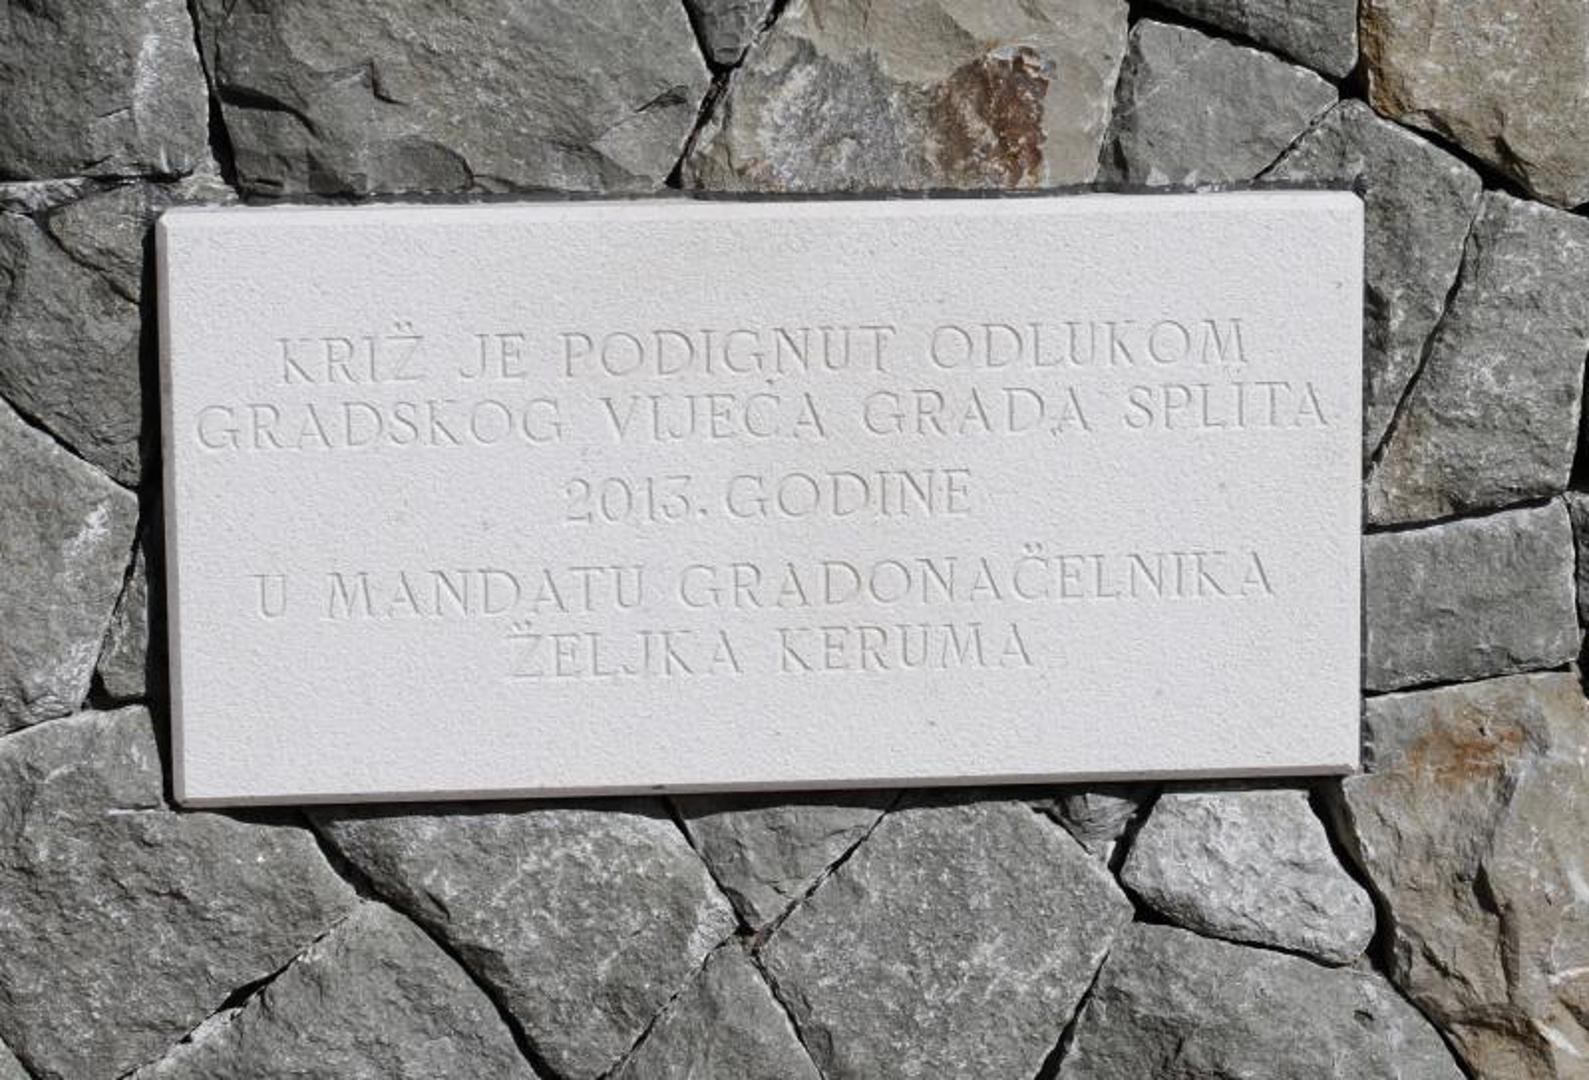 KRIŽ JE PODIGNUT ODLUKOM
GRADSKOG VIJEĆA GRADA SPLITA
2013. GODINE
U MANDATU GRADONAČELNIKA
ŽELJKA KERUMA